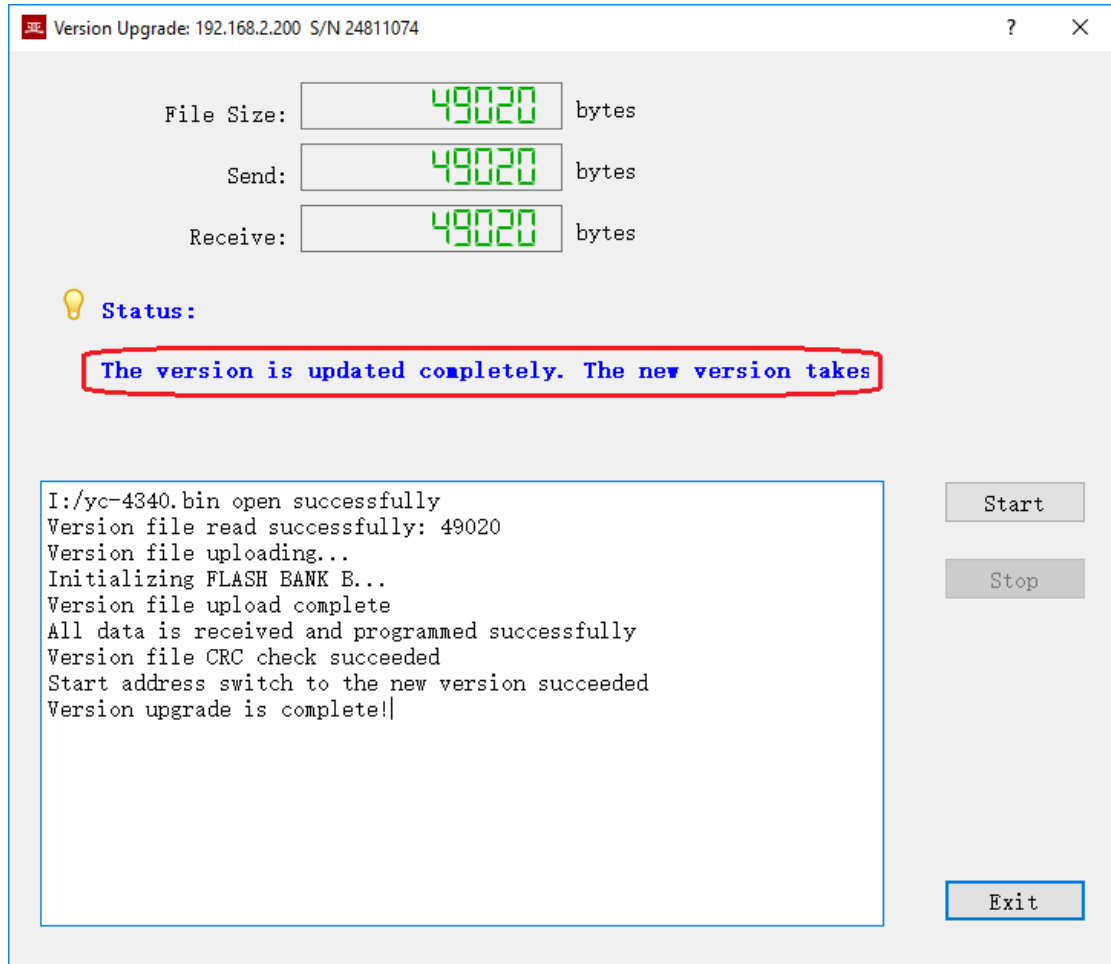 亚 Version Upgrade: 192.168.2.200 S/N 24811074 ?
File Size: 49020 bytes
Send: 49020 bytes
Receive: 49020 bytes
Status:
The version is updated completely. The new version takes
I:/yc-4340.bin open successfully
Version file read successfully: 49020
Version file uploading...
Initializing FLASH BANK B...
Version file upload complete
All data is received and programmed successfully
Version file CRC check succeeded
Start address switch to the new version succeeded
Version upgrade is complete!
Start
Stop
Exit